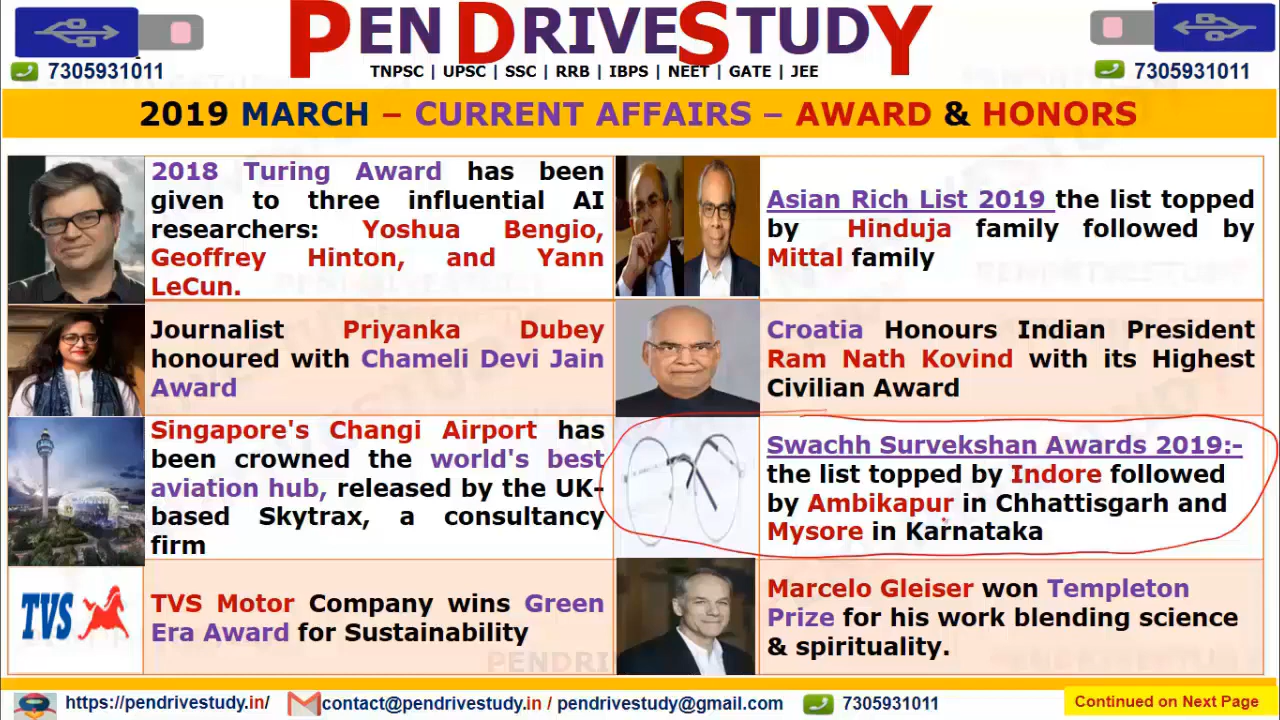 PENDRIVESTUDY
7305931011
TNPSC | UPSC | SSC | RRB | IBPS | NEET | GATE | JEE
7305931011
2019 MARCH – CURRENT AFFAIRS – AWARD & HONORS
2018 Turing Award has been
given to three influential AI
researchers: Yoshua Bengio,
Geoffrey Hinton, and Yann
LeCun.
Asian Rich List 2019 the list topped
by Hinduja family followed by
Mittal family
Journalist Priyanka Dubey
honoured with Chameli Devi Jain
Award
Croatia Honours Indian President
Ram Nath Kovind with its Highest
Civilian Award
Singapore's Changi Airport has
been crowned the world's best
aviation hub, released by the UK-
based Skytrax, a consultancy
firm
Swachh Survekshan Awards 2019:-
the list topped by Indore followed
by Ambikapur in Chhattisgarh and
Mysore in Karnataka
TVS
TVS Motor Company wins Green
Era Award for Sustainability
Marcelo Gleiser won Templeton
Prize for his work blending science
& spirituality.
https://pendrivestudy.in/
contact@pendrivestudy.in / pendrivestudy@gmail.com
7305931011
Continued on Next Page